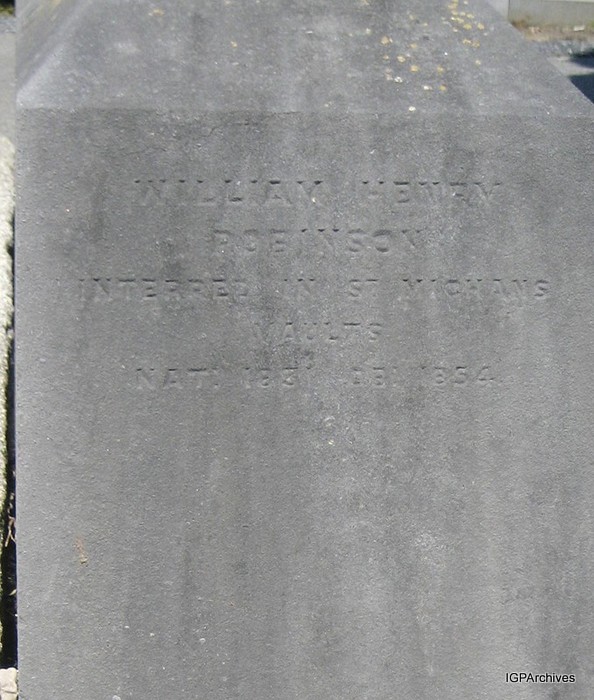 WILLIAM HENRY
ROBINSON
INTERRED IN ST MICHANS
VAULTS
NAT. 1831 OB. 1854
IGPArchives